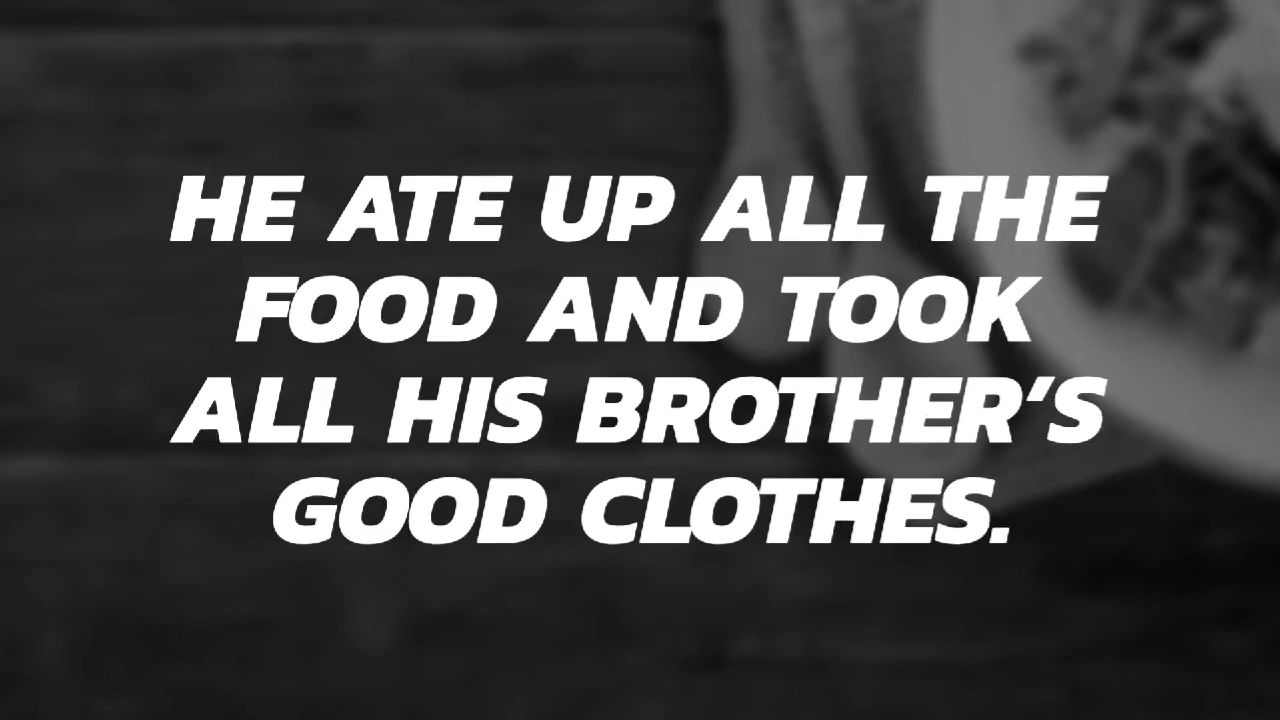 HE ATE UP ALL THE
FOOD AND TOOK
ALL HIS BROTHER’S
GOOD CLOTHES.